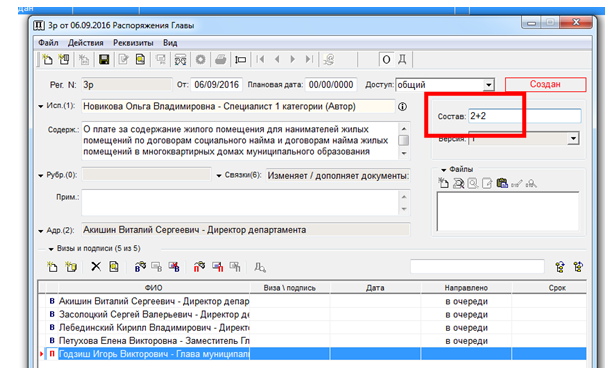 дан
3р от 06.09.2016 Распоряжения Главы
Файл Действия Реквизиты Вид
О Д
Рег. N: 3р От: 06/09/2016 Плановая дата: 00/00/0000 Доступ: общий Создан
Исп.(1): Новикова Ольга Владимировна - Специалист 1 категории (Автор)
Состав: 2+2
Содерж.: О плате за содержание жилого помещения для нанимателей жилых
помещений по договорам социального найма и договорам найма жилых
помещений в многоквартирных домах муниципального образования
Версия: 1
Рубр.(0): Связки(6): Изменяет / дополняет документы:
Файлы
Прим.:
Адр.(2): Акишин Виталий Сергеевич - Директор департамента
Визы и подписи (5 из 5)
ФИО Виза \ подпись Дата Направлено Срок
В Акишин Виталий Сергеевич - Директор депар в очереди
В Засолоцкий Сергей Валерьевич - Директор де в очереди
В Лебединский Кирилл Владимирович - Директ в очереди
В Петухова Елена Викторовна - Заместитель Гл в очереди
П Годзиш Игорь Викторович - Глава муниципал